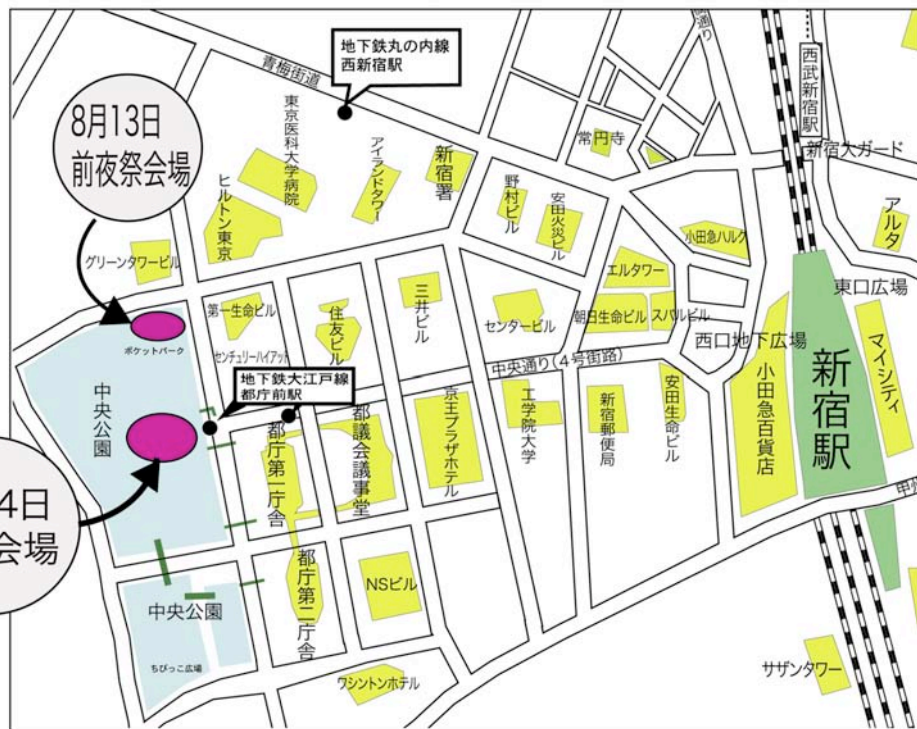 地下鉄丸の内線
西新宿駅
青梅街道
西武新宿駅
8月13日
前夜祭会場
東京医科大学病院
アイランドタワー
新宿署
常円寺
新宿大ガード
ヒルトン東京
野村ビル
安田火災ビル
小田急ハルク
アルタ
グリーンタワービル
エルタワー
東口広場
第一生命ビル
住友ビル
三井ビル
センタービル
朝日生命ビル
スバルビル
西口地下広場
マイシティ
ポケットパーク
センチュリーハイアット
中央通り(4号街路)
小田急百貨店
新宿駅
地下鉄大江戸線
都庁前駅
中央公園
都庁第一庁舎
都議会議事堂
京王プラザホテル
工学院大学
新宿郵便局
安田生命ビル
4日
会場
甲州
都庁第二庁舎
NSビル
中央公園
ちびっこ広場
ワシントンホテル
サザンタワー